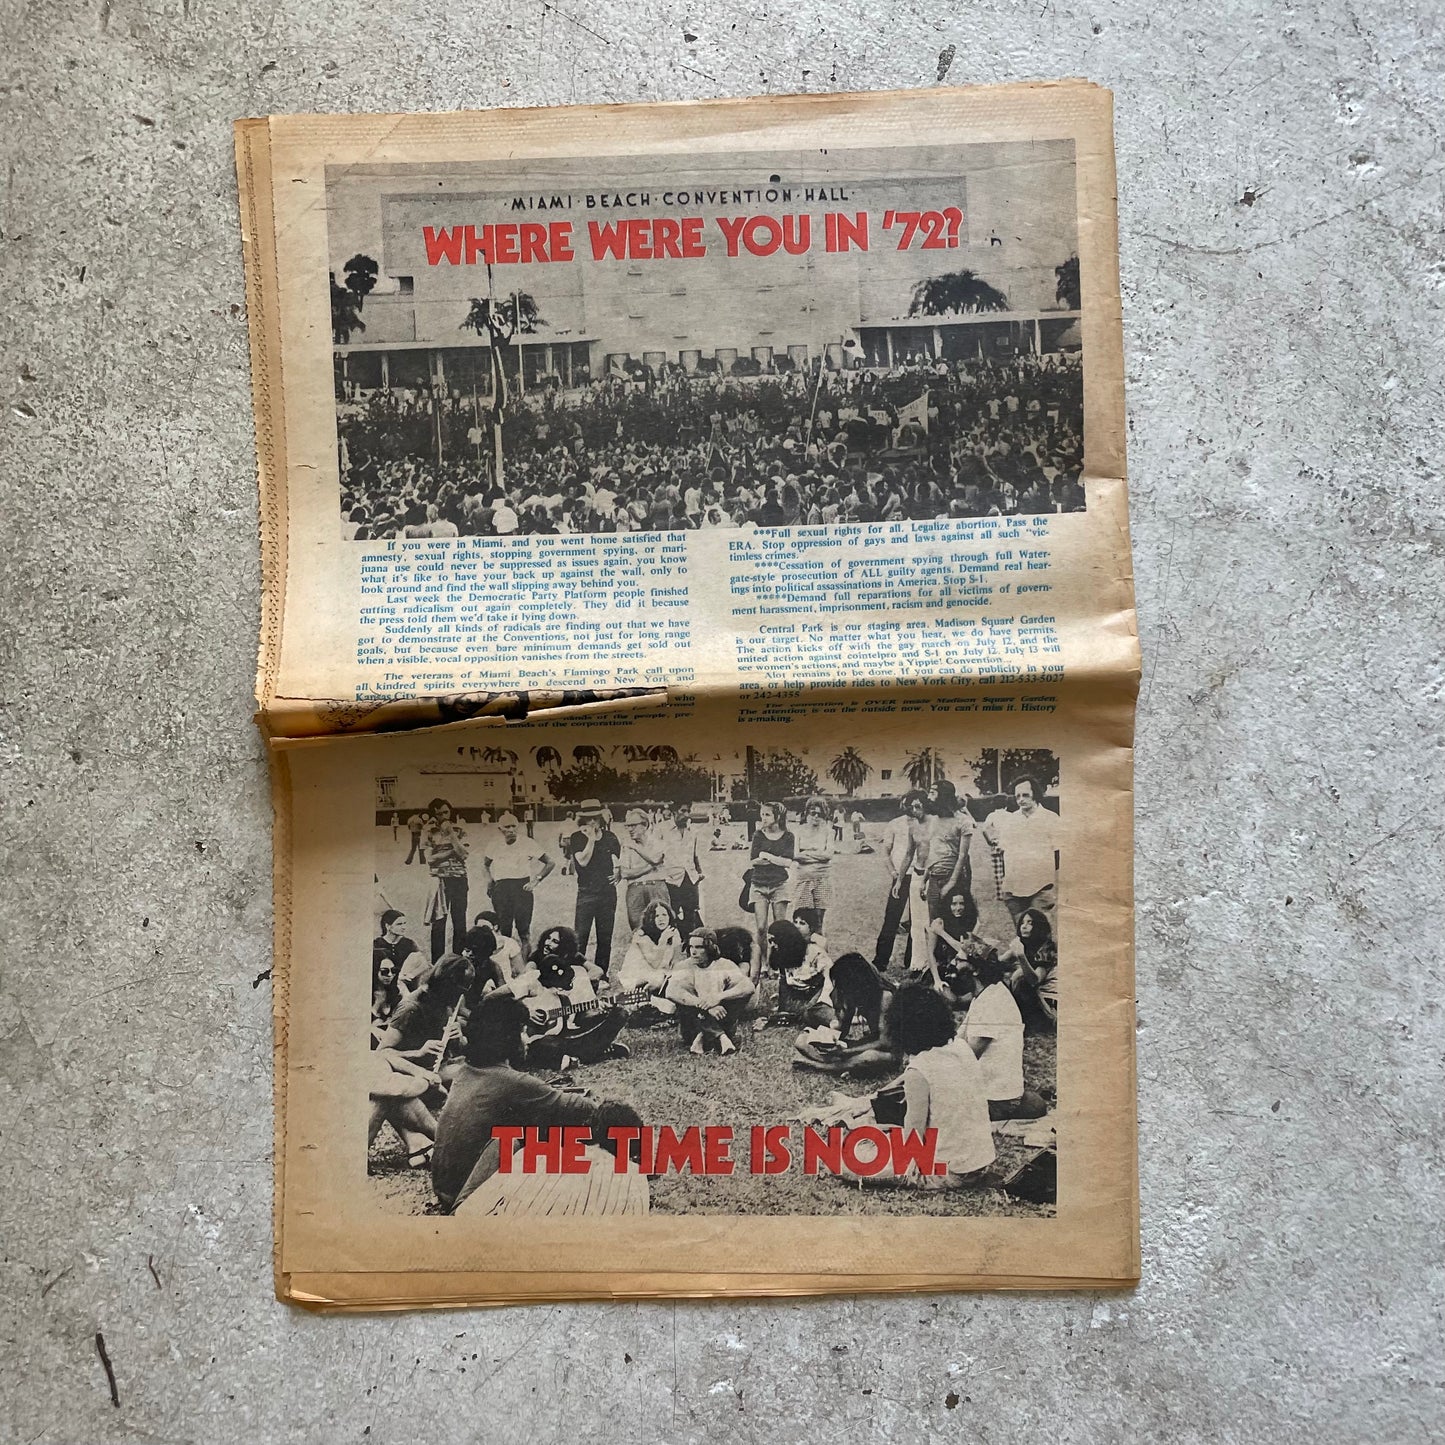 ·MIAMI·BEACH·CONVENTION·HALL·
WHERE WERE YOU IN '72?
If you were in Miami, and you went home satisfied that
amnesty, sexual rights, stopping government spying, or mari-
juana use could never be suppressed as issues again, you know
what it's like to have your back up against the wall, only to
look around and find the wall slipping away behind you.
Last week the Democratic Party Platform people finished
cutting radicalism out again completely. They did it because
the press told them we'd take it lying down.
Suddenly all kinds of radicals are finding out that we have
got to demonstrate at the Conventions, not just for long range
goals, but because even bare minimum demands get sold out
when a visible, vocal opposition vanishes from the streets.
The veterans of Miami Beach's Flamingo Park call upon
all kindred spirits everywhere to descend on New York and
Kansas City
who
of the people, pre-
hands of the corporations.
***Full sexual rights for all. Legalize abortion. Pass the
ERA. Stop oppression of gays and laws against all such "vic-
timless crimes."
****Cessation of government spying through full Water-
gate-style prosecution of ALL guilty agents. Demand real hear-
ings into political assassinations in America. Stop S-1.
*****Demand full reparations for all victims of govern-
ment harassment, imprisonment, racism and genocide.
Central Park is our staging area. Madison Square Garden
is our target. No matter what you hear, we do have permits.
The action kicks off with the gay march on July 12, and the
united action against cointelpro and S-1 on July 12. July 13 will
see women's actions, and maybe a Yippie! Convention...
Alot remains to be done. If you can do publicity in your
area, or help provide rides to New York City, call 212-533-5027
or 242-4358
The convention is OVER inside Madison Square Garden.
The attention is on the outside now. You can't miss it. History
is a-making.
THE TIME IS NOW.